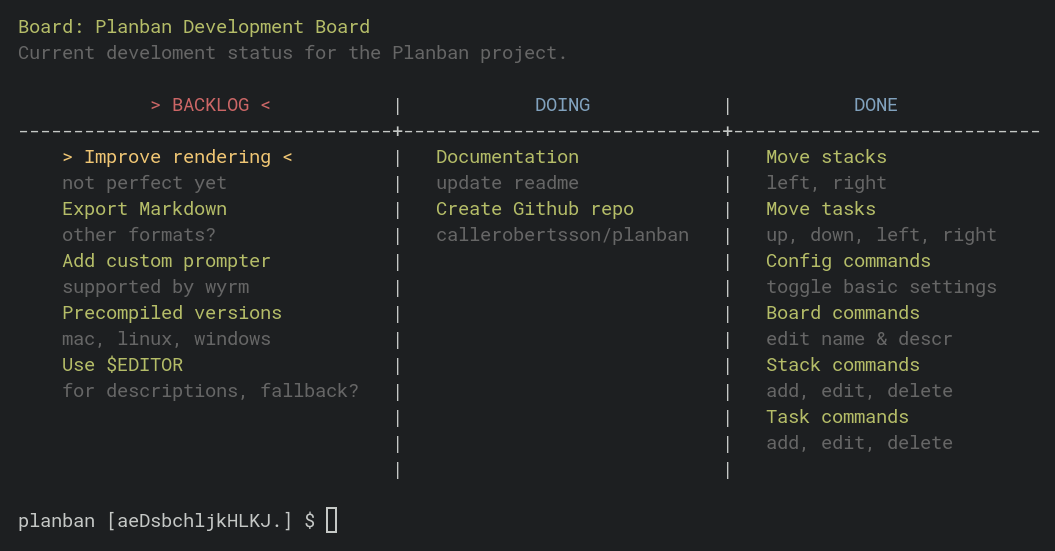 Board: Planban Development Board
Current develoment status for the Planban project.
> BACKLOG < | DOING | DONE
----------------------------------+-----------------------------+----------------------------
> Improve rendering < | Documentation | Move stacks
not perfect yet | update readme | left, right
Export Markdown | Create Github repo | Move tasks
other formats? | callerobertsson/planban | up, down, left, right
Add custom prompter | | Config commands
supported by wyrm | | toggle basic settings
Precompiled versions | | Board commands
mac, linux, windows | | edit name & descr
Use $EDITOR | | Stack commands
for descriptions, fallback? | | add, edit, delete
| | Task commands
| | add, edit, delete
| |
planban [aeDsbchljkHLKJ.] $